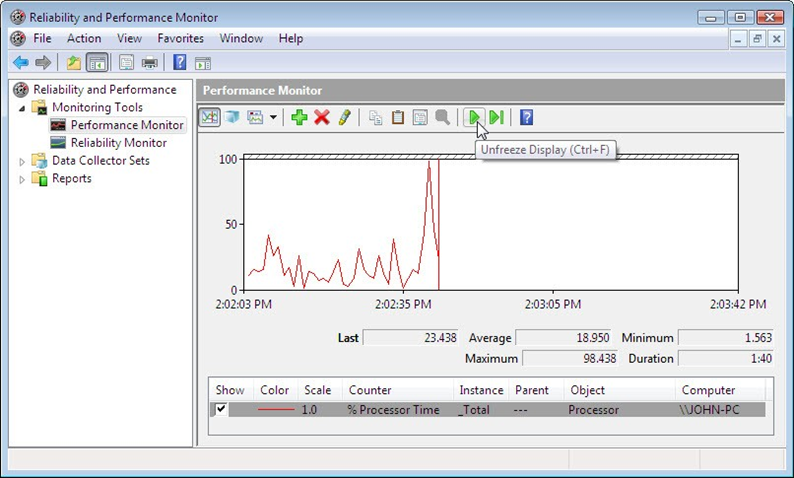 Reliability and Performance Monitor
File Action View Favorites Window Help
Reliability and Performance
Monitoring Tools
Performance Monitor
Reliability Monitor
Data Collector Sets
Reports
Performance Monitor
Unfreeze Display (Ctrl+F)
100
50
0
2:02:03 PM 2:02:35 PM 2:03:05 PM 2:03:42 PM
Last 23.438 Average 18.950 Minimum 1.563
Maximum 98.438 Duration 1:40
Show Color Scale Counter Instance Parent Object Computer
1.0 % Processor Time _Total --- Processor \\JOHN-PC